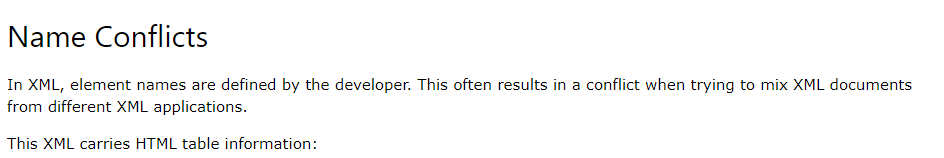 Name Conflicts
In XML, element names are defined by the developer. This often results in a conflict when trying to mix XML documents
from different XML applications.
This XML carries HTML table information: